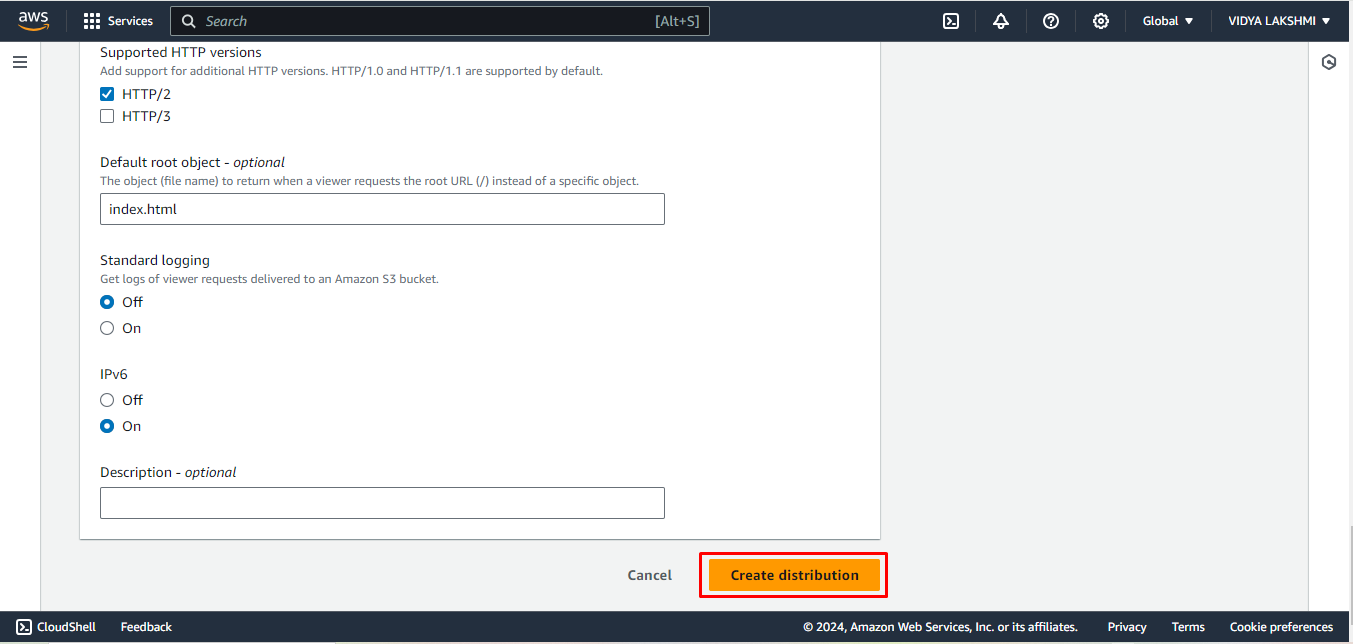 aws Services Search [Alt+S] Global VIDYA LAKSHMI
Supported HTTP versions
Add support for additional HTTP versions. HTTP/1.0 and HTTP/1.1 are supported by default.
HTTP/2
HTTP/3
Default root object - optional
The object (file name) to return when a viewer requests the root URL (/) instead of a specific object.
index.html
Standard logging
Get logs of viewer requests delivered to an Amazon S3 bucket.
Off
On
IPv6
Off
On
Description - optional
Cancel Create distribution
CloudShell Feedback © 2024, Amazon Web Services, Inc. or its affiliates. Privacy Terms Cookie preferences